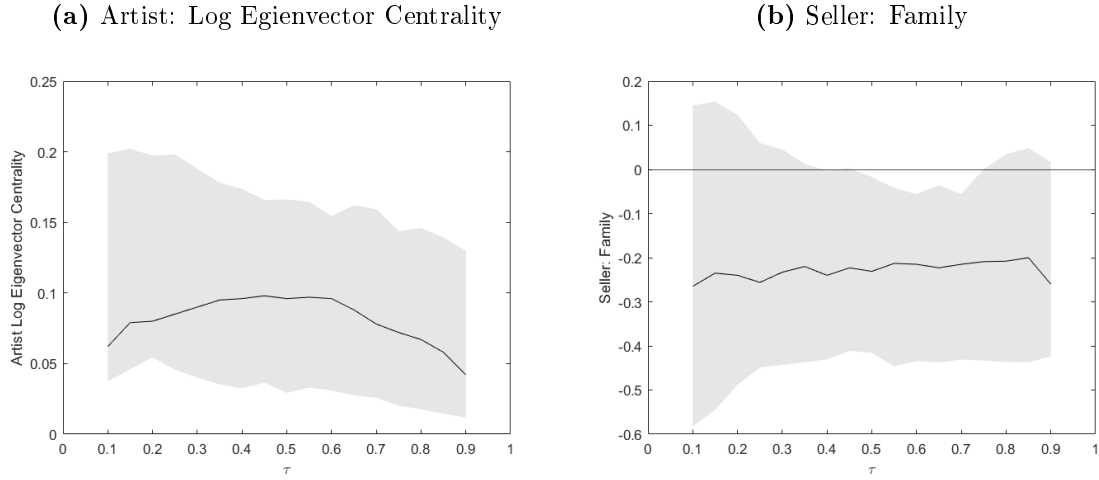 (a) Artist: Log Egienvector Centrality
Artist Log Eigenvector Centrality
0.25
0.2
0.15
0.1
0.05
0
0 0.1 0.2 0.3 0.4 0.5 0.6 0.7 0.8 0.9 1
τ
(b) Seller: Family
Seller: Family
0.2
0.1
0
-0.1
-0.2
-0.3
-0.4
-0.5
-0.6
0 0.1 0.2 0.3 0.4 0.5 0.6 0.7 0.8 0.9 1
τ